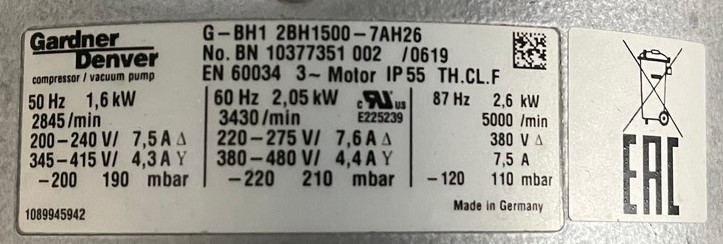 Gardner
Denver
compressor / vacuum pump
G-BH1 2BH1500-7AH26
No. BN 10377351 002 /0619
EN 60034 3~ Motor IP 55 TH.CL.F
50 Hz 1,6 kW
2845/min
200-240 V/ 7,5 A Δ
345-415 V/ 4,3 A Y
-200 190 mbar
60 Hz 2,05 kW
3430/min
220-275 V/ 7,6 A Δ
380-480 V/ 4,4 A Y
-220 210 mbar
c RU us
E225239
87 Hz 2,6 kW
5000 /min
380 V Δ
7,5 A
-120 110 mbar
1089945942
Made in Germany
EAC